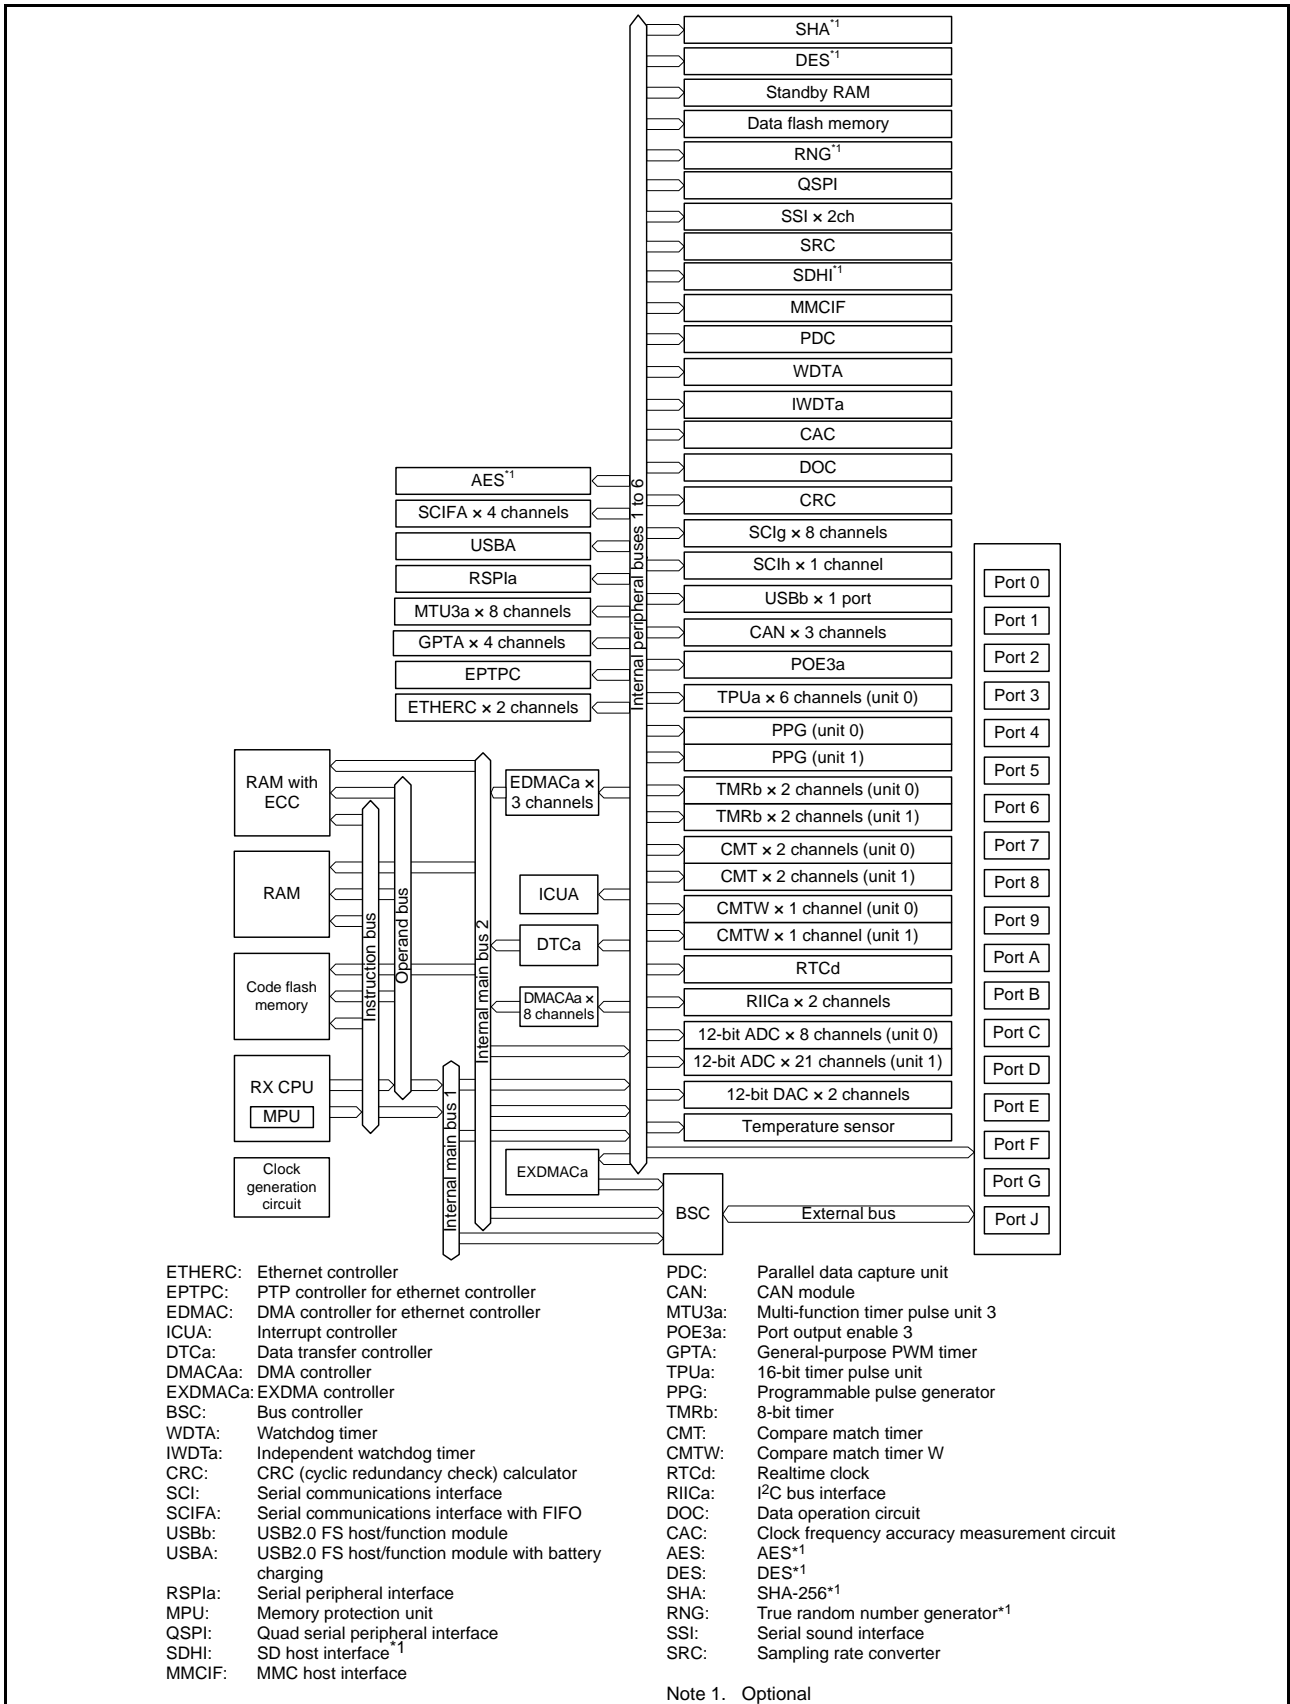 SHA*1
DES*1
Standby RAM
Data flash memory
RNG*1
QSPI
SSI × 2ch
SRC
SDHI*1
MMCIF
PDC
WDTA
IWDTa
CAC
DOC
CRC
SCIg × 8 channels
SCIh × 1 channel
USBb × 1 port
CAN × 3 channels
POE3a
TPUa × 6 channels (unit 0)
PPG (unit 0)
PPG (unit 1)
TMRb × 2 channels (unit 0)
TMRb × 2 channels (unit 1)
CMT × 2 channels (unit 0)
CMT × 2 channels (unit 1)
CMTW × 1 channel (unit 0)
CMTW × 1 channel (unit 1)
RTCd
RIICa × 2 channels
12-bit ADC × 8 channels (unit 0)
12-bit ADC × 21 channels (unit 1)
12-bit DAC × 2 channels
Temperature sensor
Internal peripheral buses 1 to 6
AES*1
SCIFA × 4 channels
USBA
RSPIa
MTU3a × 8 channels
GPTA × 4 channels
EPTPC
ETHERC × 2 channels
Port 0
Port 1
Port 2
Port 3
Port 4
Port 5
Port 6
Port 7
Port 8
Port 9
Port A
Port B
Port C
Port D
Port E
Port F
Port G
Port J
RAM with
ECC
RAM
Code flash
memory
RX CPU
MPU
Clock
generation
circuit
Instruction bus
Operand bus
Internal main bus 1
Internal main bus 2
EDMACa ×
3 channels
ICUA
DTCa
DMACAa ×
8 channels
EXDMACa
BSC
External bus
ETHERC: Ethernet controller
EPTPC: PTP controller for ethernet controller
EDMAC: DMA controller for ethernet controller
ICUA: Interrupt controller
DTCa: Data transfer controller
DMACAa: DMA controller
EXDMACa: EXDMA controller
BSC: Bus controller
WDTA: Watchdog timer
IWDTa: Independent watchdog timer
CRC: CRC (cyclic redundancy check) calculator
SCI: Serial communications interface
SCIFA: Serial communications interface with FIFO
USBb: USB2.0 FS host/function module
USBA: USB2.0 FS host/function module with battery
charging
RSPIa: Serial peripheral interface
MPU: Memory protection unit
QSPI: Quad serial peripheral interface
SDHI: SD host interface*1
MMCIF: MMC host interface
PDC: Parallel data capture unit
CAN: CAN module
MTU3a: Multi-function timer pulse unit 3
POE3a: Port output enable 3
GPTA: General-purpose PWM timer
TPUa: 16-bit timer pulse unit
PPG: Programmable pulse generator
TMRb: 8-bit timer
CMT: Compare match timer
CMTW: Compare match timer W
RTCd: Realtime clock
RIICa: I2C bus interface
DOC: Data operation circuit
CAC: Clock frequency accuracy measurement circuit
AES: AES*1
DES: DES*1
SHA: SHA-256*1
RNG: True random number generator*1
SSI: Serial sound interface
SRC: Sampling rate converter
Note 1. Optional